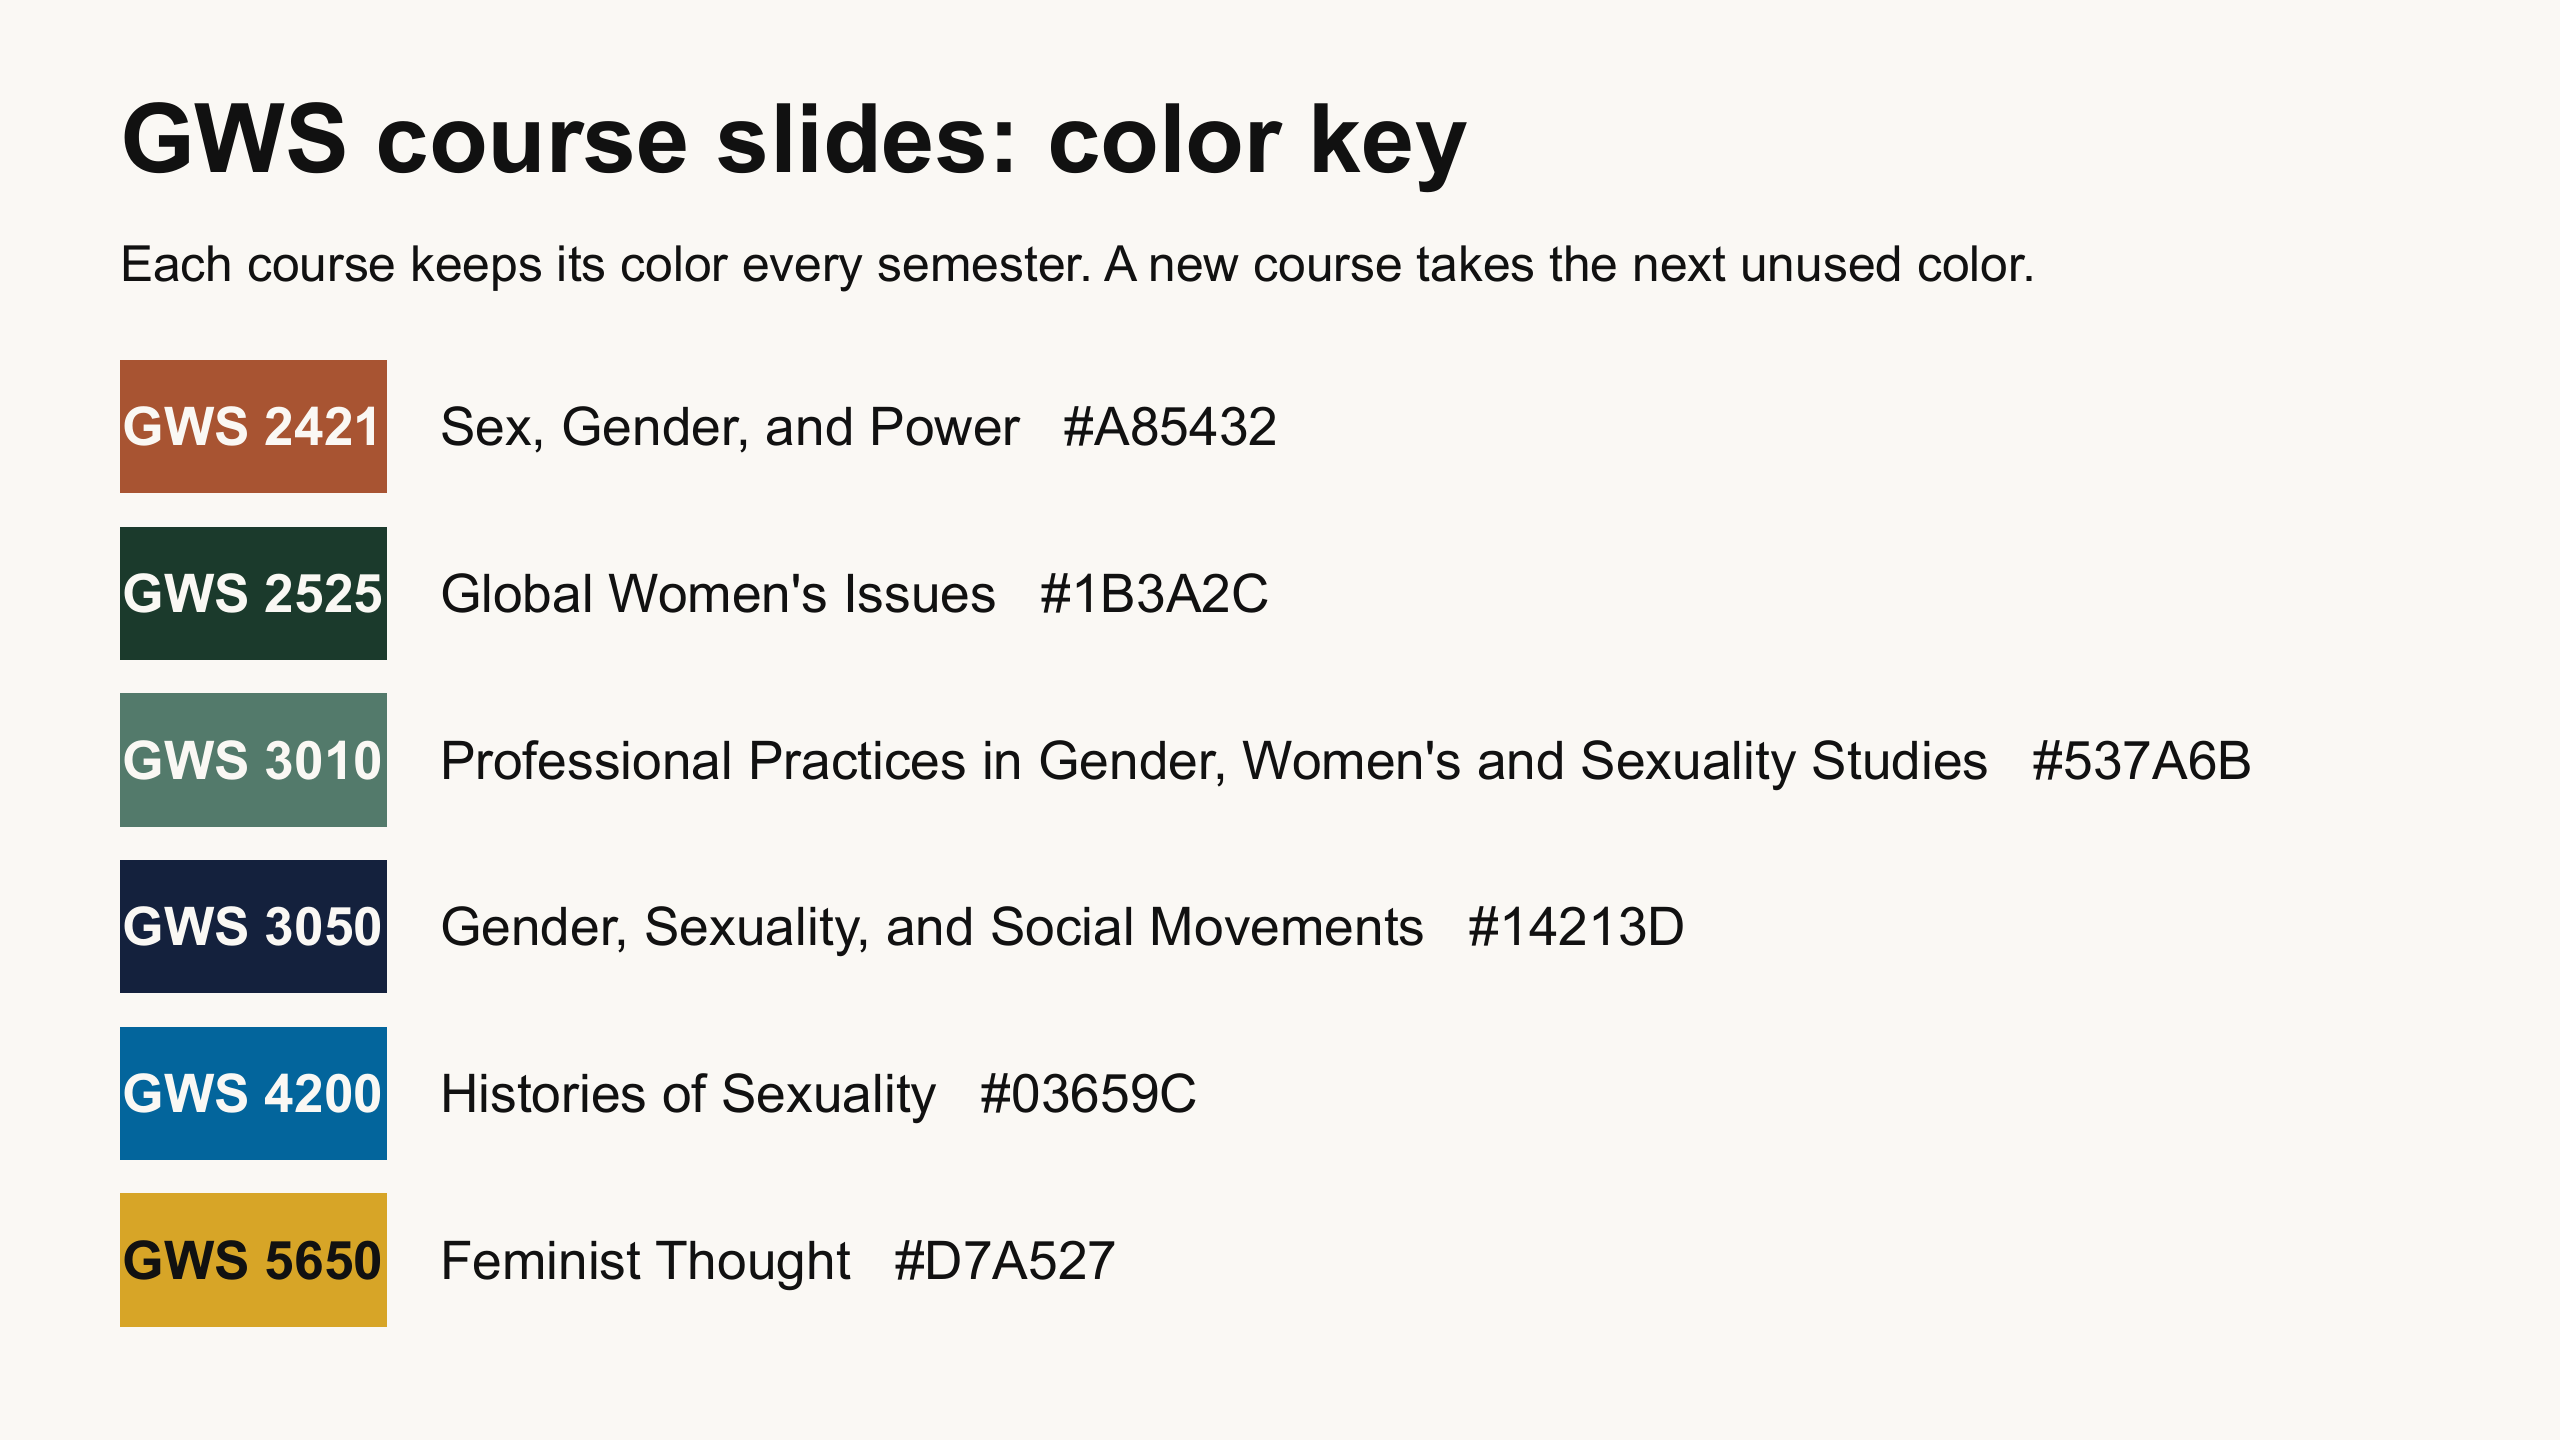 GWS course slides: color key
Each course keeps its color every semester. A new course takes the next unused color.
GWS 2421 Sex, Gender, and Power #A85432
GWS 2525 Global Women's Issues #1B3A2C
GWS 3010 Professional Practices in Gender, Women's and Sexuality Studies #537A6B
GWS 3050 Gender, Sexuality, and Social Movements #14213D
GWS 4200 Histories of Sexuality #03659C
GWS 5650 Feminist Thought #D7A527